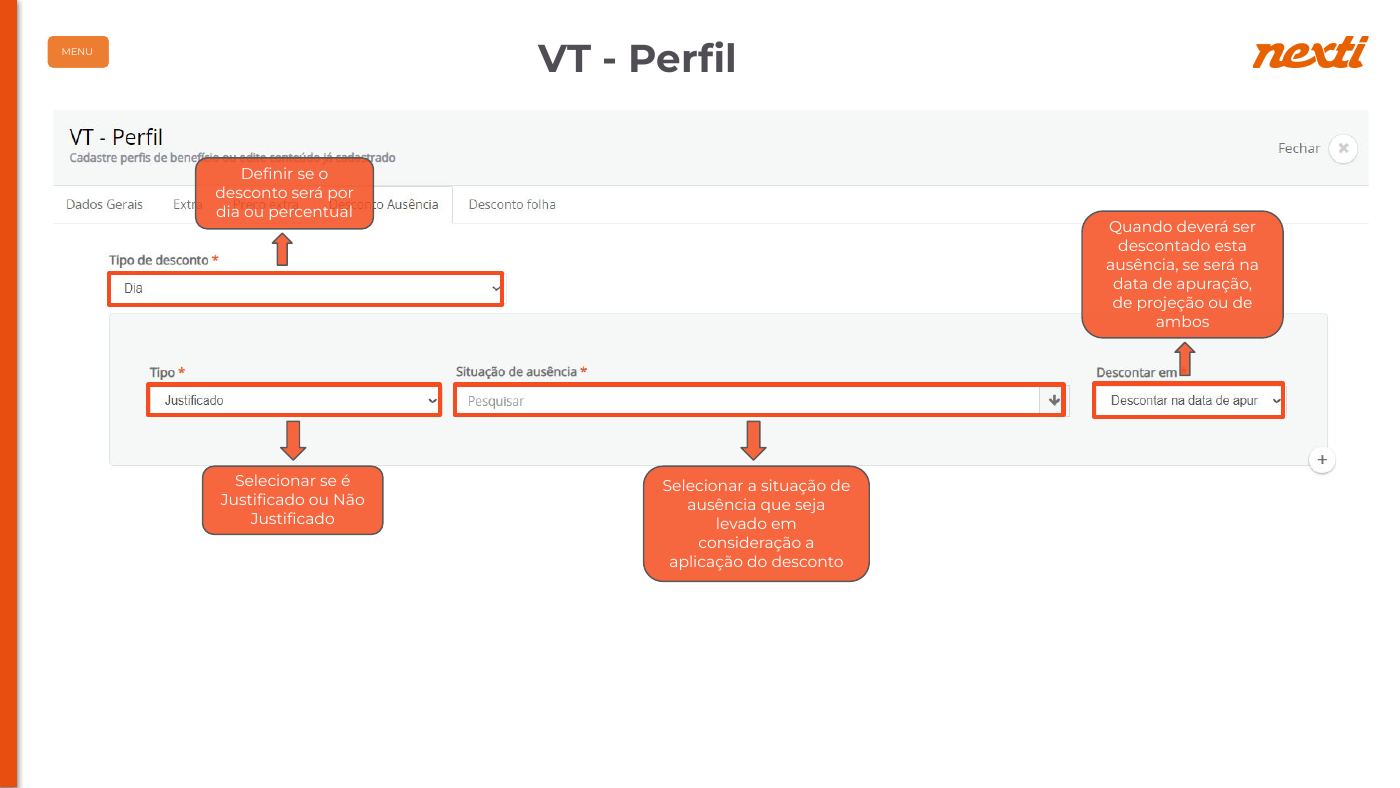 MENU
VT - Perfil
nexti
VT - Perfil
Cadastre perfis de benefício ou edite conteúdo já cadastrado
Fechar
Definir se o
desconto será por
dia ou percentual
Dados Gerais
Extra
Preço extra
Desconto Ausência
Desconto folha
Quando deverá ser
descontado esta
ausência, se será na
data de apuração,
de projeção ou de
ambos
Tipo de desconto *
Dia
Tipo *
Situação de ausência *
Descontar em
Justificado
Pesquisar
Descontar na data de apur
+
Selecionar se é
Justificado ou Não
Justificado
Selecionar a situação de
ausência que seja
levado em
consideração a
aplicação do desconto